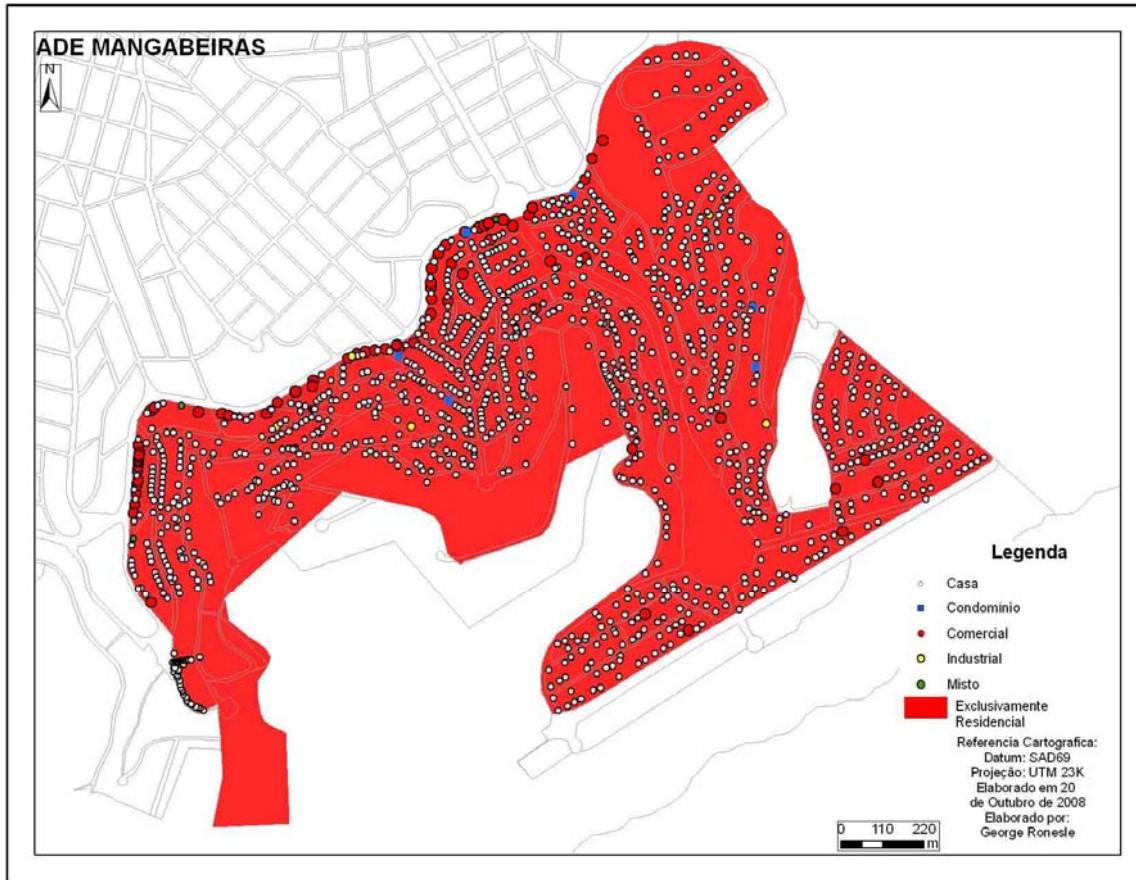 ADE MANGABEIRAS
N
Legenda
Casa
Condomínio
Comercial
Industrial
Misto
Exclusivamente
Residencial
Referencia Cartografica:
Datum: SAD69
Projeção: UTM 23K
Elaborado em 20
de Outubro de 2008
Elaborado por:
George Ronesle
0 110 220
m